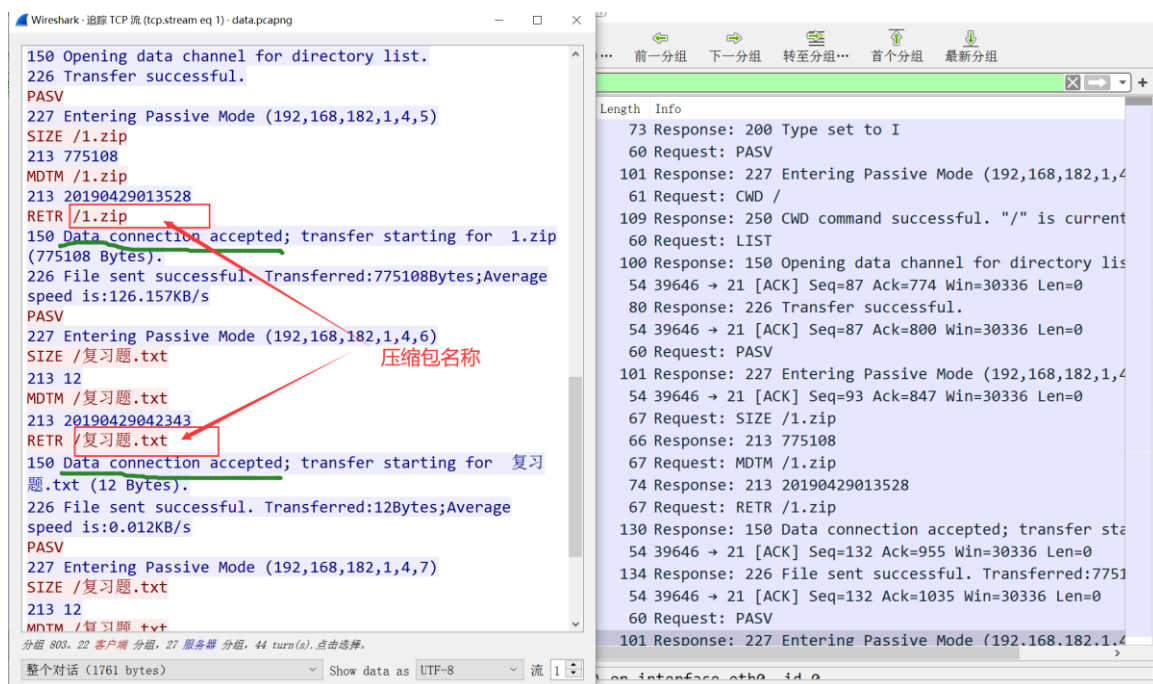 Wireshark · 追踪 TCP 流 (tcp.stream eq 1) · data.pcapng
150 Opening data channel for directory list.
226 Transfer successful.
PASV
227 Entering Passive Mode (192,168,182,1,4,5)
SIZE /1.zip
213 775108
MDTM /1.zip
213 20190429013528
RETR /1.zip
150 Data connection accepted; transfer starting for 1.zip
(775108 Bytes).
226 File sent successful. Transferred:775108Bytes;Average
speed is:126.157KB/s
PASV
227 Entering Passive Mode (192,168,182,1,4,6)
SIZE /复习题.txt
压缩包名称
213 12
MDTM /复习题.txt
213 20190429042343
RETR /复习题.txt
150 Data connection accepted; transfer starting for 复习
题.txt (12 Bytes).
226 File sent successful. Transferred:12Bytes;Average
speed is:0.012KB/s
PASV
227 Entering Passive Mode (192,168,182,1,4,7)
SIZE /复习题.txt
213 12
MDTM /复习题.txt
分组 803。22 客户端 分组, 27 服务器 分组, 44 turn(s). 点击选择。
整个对话 (1761 bytes)
Show data as UTF-8
流 1
前一分组 下一分组 转至分组… 首个分组 最新分组
Length Info
73 Response: 200 Type set to I
60 Request: PASV
101 Response: 227 Entering Passive Mode (192,168,182,1,4
61 Request: CWD /
109 Response: 250 CWD command successful. "/" is current
60 Request: LIST
100 Response: 150 Opening data channel for directory lis
54 39646 → 21 [ACK] Seq=87 Ack=774 Win=30336 Len=0
80 Response: 226 Transfer successful.
54 39646 → 21 [ACK] Seq=87 Ack=800 Win=30336 Len=0
60 Request: PASV
101 Response: 227 Entering Passive Mode (192,168,182,1,4
54 39646 → 21 [ACK] Seq=93 Ack=847 Win=30336 Len=0
67 Request: SIZE /1.zip
66 Response: 213 775108
67 Request: MDTM /1.zip
74 Response: 213 20190429013528
67 Request: RETR /1.zip
130 Response: 150 Data connection accepted; transfer sta
54 39646 → 21 [ACK] Seq=132 Ack=955 Win=30336 Len=0
134 Response: 226 File sent successful. Transferred:7751
54 39646 → 21 [ACK] Seq=132 Ack=1035 Win=30336 Len=0
60 Request: PASV
101 Response: 227 Entering Passive Mode (192,168,182,1,4
on interface eth0, id 0